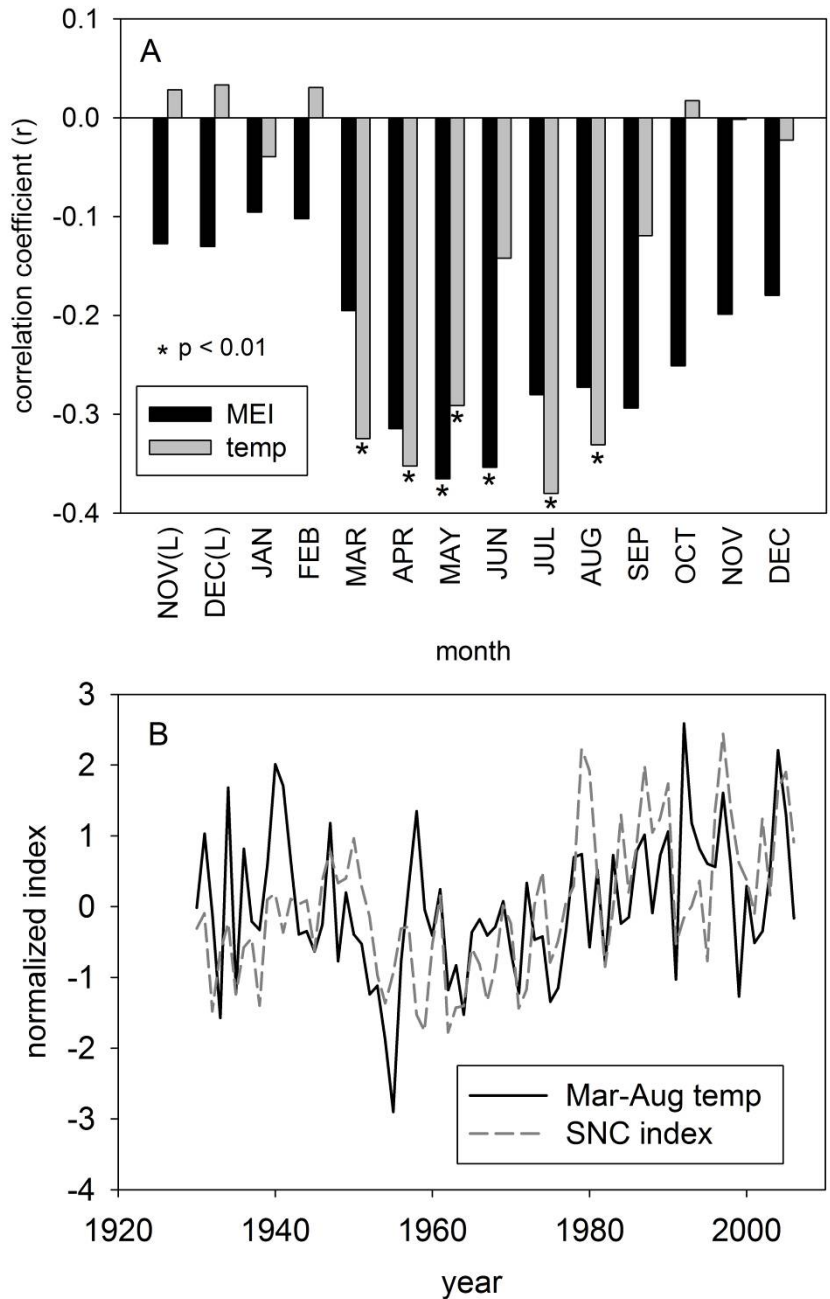 A
correlation coefficient (r)
0.1
0.0
-0.1
-0.2
-0.3
-0.4
* p < 0.01
MEI
temp
* * * * * * *
NOV(L) DEC(L) JAN FEB MAR APR MAY JUN JUL AUG SEP OCT NOV DEC
month
B
normalized index
3
2
1
0
-1
-2
-3
-4
Mar-Aug temp
SNC index
1920 1940 1960 1980 2000
year